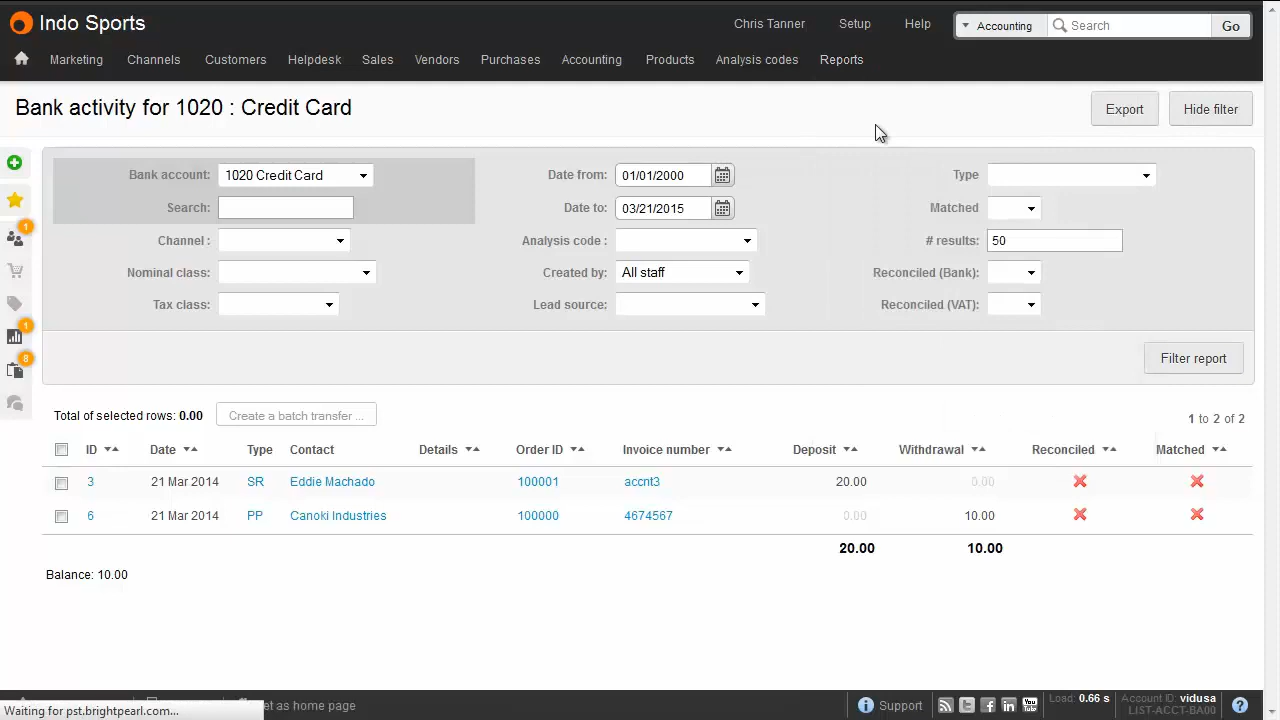 Indo Sports
Chris Tanner Setup Help Accounting Search Go
Marketing Channels Customers Helpdesk Sales Vendors Purchases Accounting Products Analysis codes Reports
Bank activity for 1020 : Credit Card
Export Hide filter
Bank account: 1020 Credit Card Date from: 01/01/2000 Type
Search: Date to: 03/21/2015 Matched
Channel : Analysis code : # results: 50
Nominal class: Created by: All staff Reconciled (Bank):
Tax class: Lead source: Reconciled (VAT):
Filter report
Total of selected rows: 0.00 Create a batch transfer ... 1 to 2 of 2
ID Date Type Contact Details Order ID Invoice number Deposit Withdrawal Reconciled Matched
3 21 Mar 2014 SR Eddie Machado 100001 accnt3 20.00 0.00
6 21 Mar 2014 PP Canoki Industries 100000 4674567 0.00 10.00
20.00 10.00
Balance: 10.00
1
1
8
Waiting for pst.brightpearl.com... et as home page Support You Tube Load: 0.66 s Account ID: vidusa
LIST-ACCT-BA00